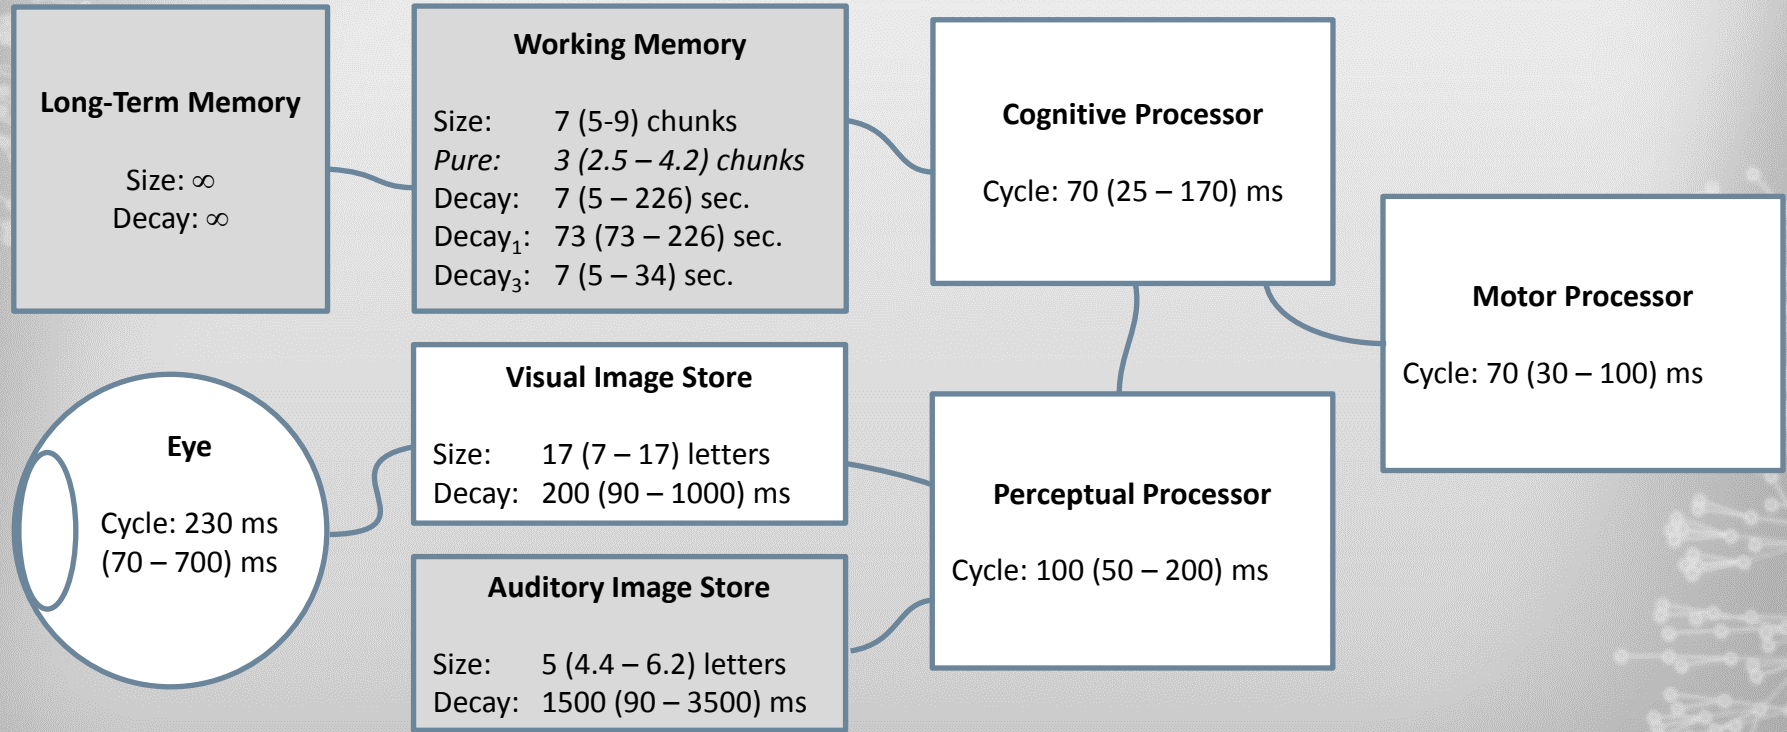 Long-Term Memory
Size: ∞
Decay: ∞
Working Memory
Size: 7 (5-9) chunks
Pure: 3 (2.5 – 4.2) chunks
Decay: 7 (5 – 226) sec.
Decay₁: 73 (73 – 226) sec.
Decay₃: 7 (5 – 34) sec.
Cognitive Processor
Cycle: 70 (25 – 170) ms
Motor Processor
Cycle: 70 (30 – 100) ms
Eye
Cycle: 230 ms
(70 – 700) ms
Visual Image Store
Size: 17 (7 – 17) letters
Decay: 200 (90 – 1000) ms
Perceptual Processor
Cycle: 100 (50 – 200) ms
Auditory Image Store
Size: 5 (4.4 – 6.2) letters
Decay: 1500 (90 – 3500) ms